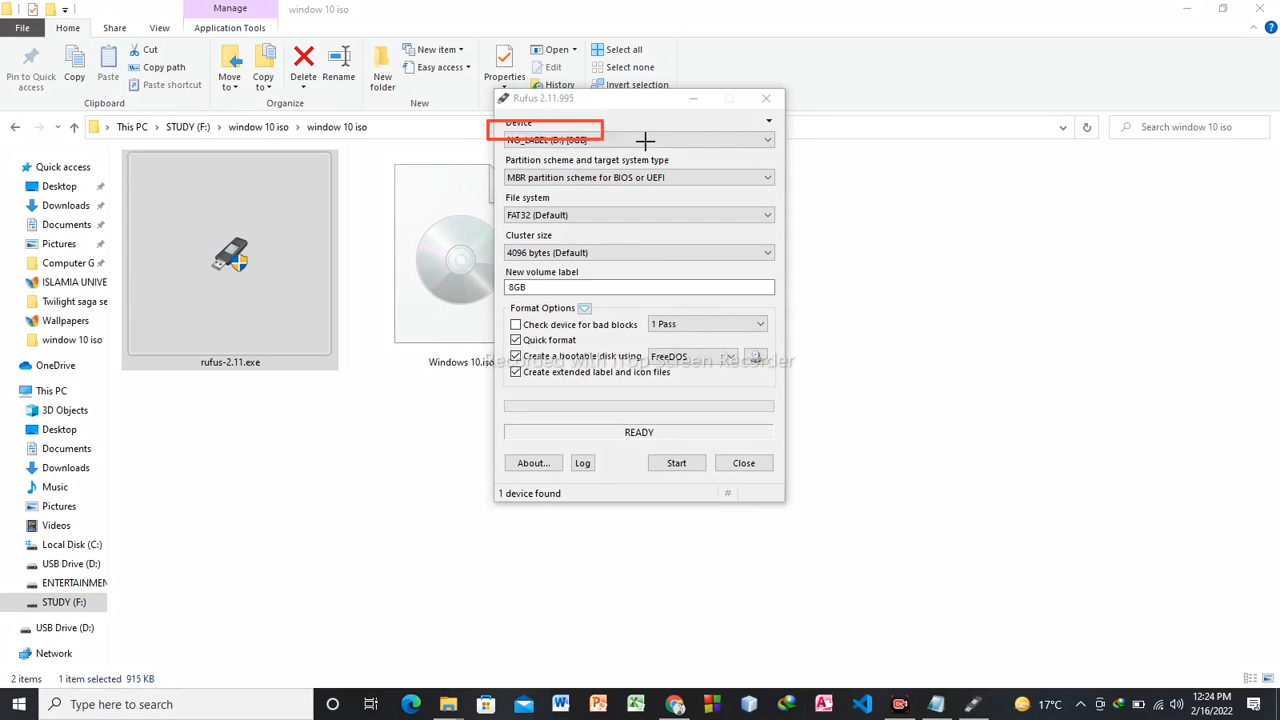 Manage
window 10 iso
File
Home
Share
View
Application Tools
Pin to Quick access
Copy
Paste
Cut
Copy path
Paste shortcut
Clipboard
Move to
Copy to
Delete
Rename
Organize
New folder
New item
Easy access
New
Properties
Open
Edit
History
Select all
Select none
Invert selection
This PC
STUDY (F:)
window 10 iso
window 10 iso
Search window 10 iso
Quick access
Desktop
Downloads
Documents
Pictures
Computer G
ISLAMIA UNIVE
Twilight saga se
Wallpapers
window 10 iso
OneDrive
This PC
3D Objects
Desktop
Documents
Downloads
Music
Pictures
Videos
Local Disk (C:)
USB Drive (D:)
ENTERTAINMEN
STUDY (F:)
USB Drive (D:)
Network
rufus-2.11.exe
Windows 10.iso
Rufus 2.11.995
Device
NO_LABEL (D:) [8GB]
Partition scheme and target system type
MBR partition scheme for BIOS or UEFI
File system
FAT32 (Default)
Cluster size
4096 bytes (Default)
New volume label
8GB
Format Options
Check device for bad blocks
1 Pass
Quick format
Create a bootable disk using
FreeDOS
Create extended label and icon files
Recorded with iTop Screen Recorder
READY
About...
Log
Start
Close
1 device found
#
2 items
1 item selected 915 KB
Type here to search
17°C
12:24 PM
2/16/2022